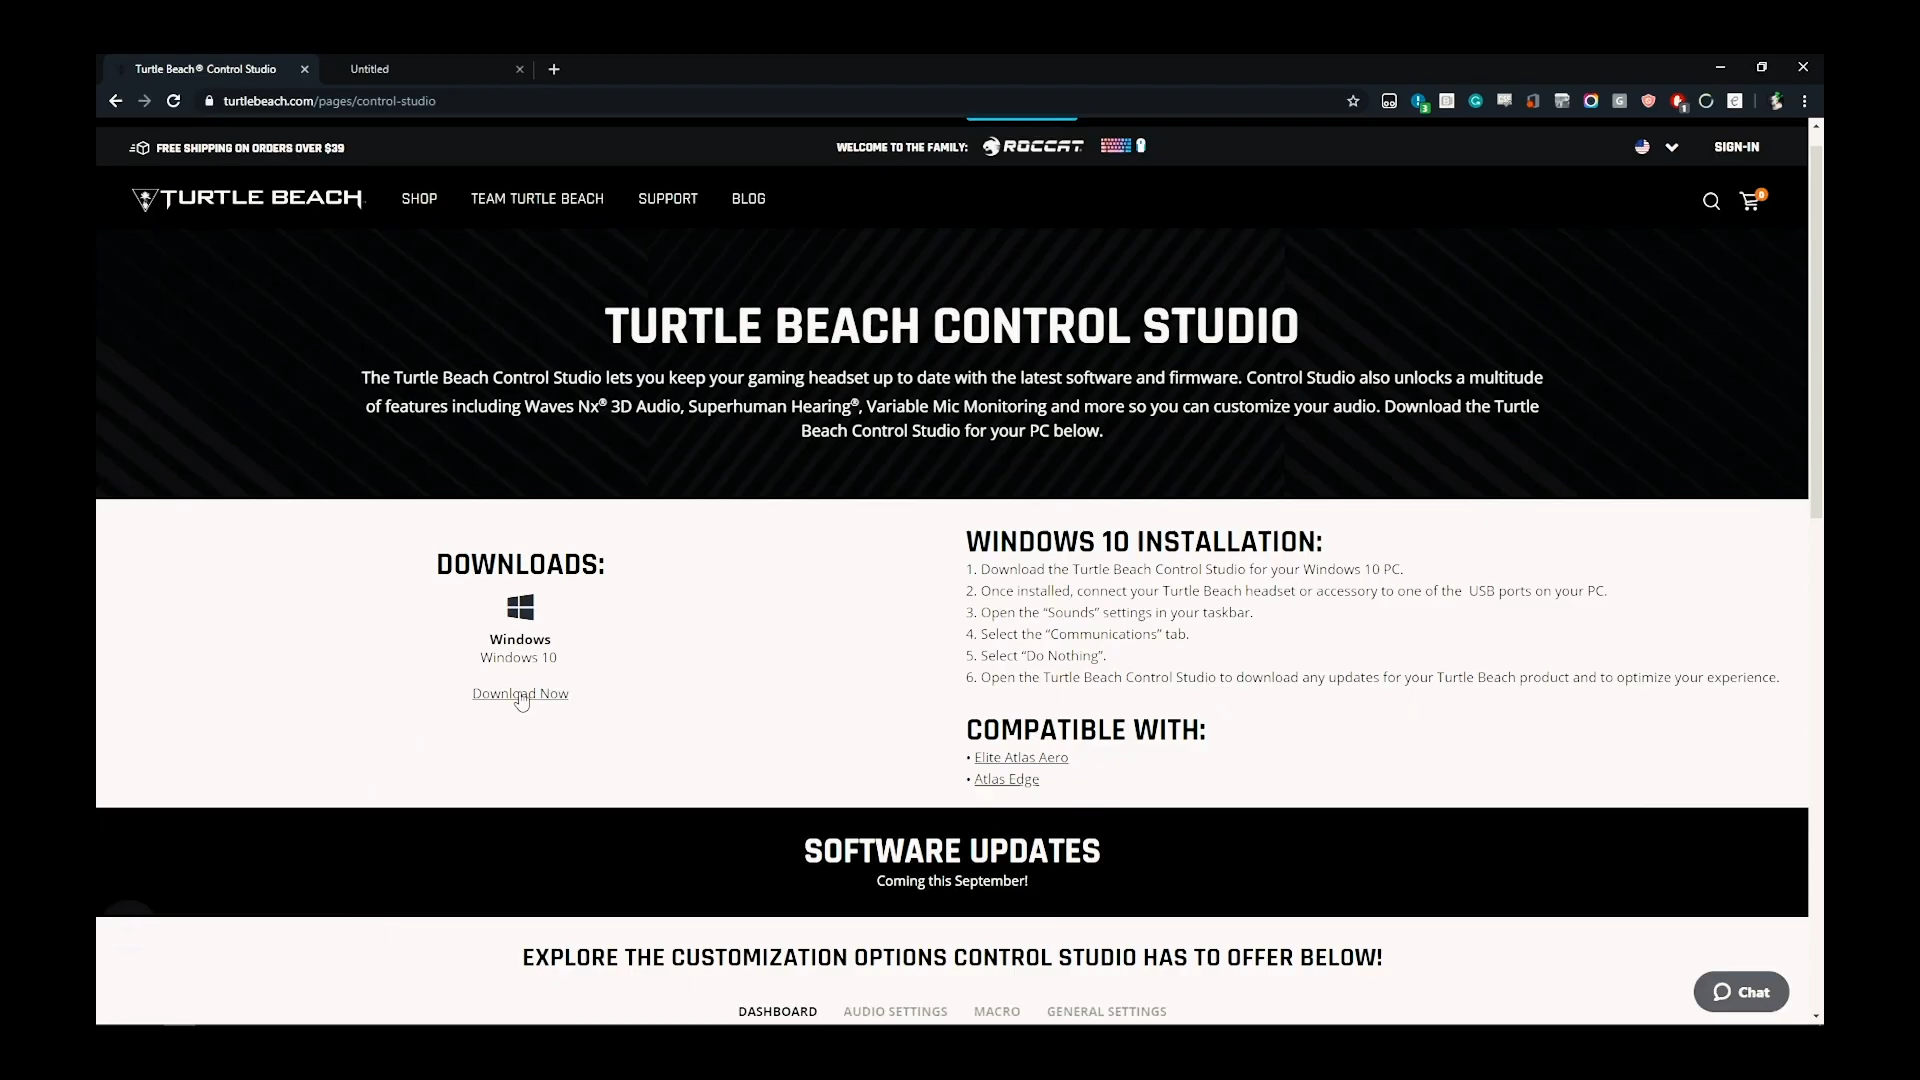 Turtle Beach® Control Studio
Untitled
turtlebeach.com/pages/control-studio
FREE SHIPPING ON ORDERS OVER $39
WELCOME TO THE FAMILY: ROCCAT
SIGN-IN
TURTLE BEACH
SHOP
TEAM TURTLE BEACH
SUPPORT
BLOG
0
TURTLE BEACH CONTROL STUDIO
The Turtle Beach Control Studio lets you keep your gaming headset up to date with the latest software and firmware. Control Studio also unlocks a multitude
of features including Waves Nx® 3D Audio, Superhuman Hearing®, Variable Mic Monitoring and more so you can customize your audio. Download the Turtle
Beach Control Studio for your PC below.
DOWNLOADS:
Windows
Windows 10
Download Now
WINDOWS 10 INSTALLATION:
1. Download the Turtle Beach Control Studio for your Windows 10 PC.
2. Once installed, connect your Turtle Beach headset or accessory to one of the USB ports on your PC.
3. Open the “Sounds” settings in your taskbar.
4. Select the “Communications” tab.
5. Select “Do Nothing”.
6. Open the Turtle Beach Control Studio to download any updates for your Turtle Beach product and to optimize your experience.
COMPATIBLE WITH:
• Elite Atlas Aero
• Atlas Edge
SOFTWARE UPDATES
Coming this September!
EXPLORE THE CUSTOMIZATION OPTIONS CONTROL STUDIO HAS TO OFFER BELOW!
DASHBOARD
AUDIO SETTINGS
MACRO
GENERAL SETTINGS
Chat